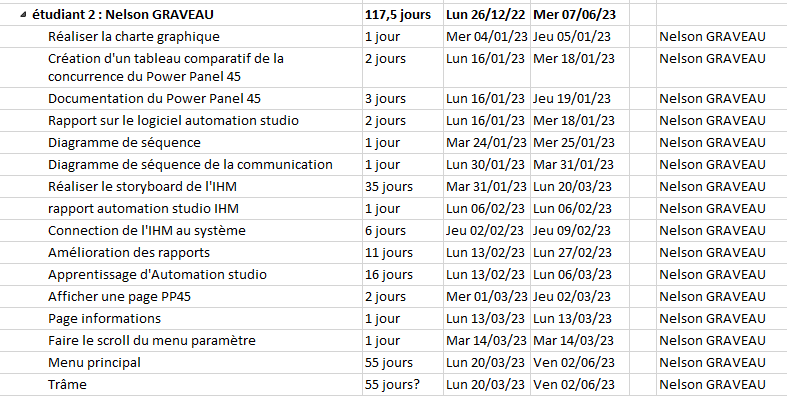 étudiant 2 : Nelson GRAVEAU 117,5 jours Lun 26/12/22 Mer 07/06/23
Réaliser la charte graphique 1 jour Mer 04/01/23 Jeu 05/01/23 Nelson GRAVEAU
Création d'un tableau comparatif de la 2 jours Lun 16/01/23 Mer 18/01/23 Nelson GRAVEAU
concurrence du Power Panel 45
Documentation du Power Panel 45 3 jours Lun 16/01/23 Jeu 19/01/23 Nelson GRAVEAU
Rapport sur le logiciel automation studio 2 jours Lun 16/01/23 Mer 18/01/23 Nelson GRAVEAU
Diagramme de séquence 1 jour Mar 24/01/23 Mer 25/01/23 Nelson GRAVEAU
Diagramme de séquence de la communication 1 jour Lun 30/01/23 Mar 31/01/23 Nelson GRAVEAU
Réaliser le storyboard de l'IHM 35 jours Mar 31/01/23 Lun 20/03/23 Nelson GRAVEAU
rapport automation studio IHM 1 jour Lun 06/02/23 Lun 06/02/23 Nelson GRAVEAU
Connection de l'IHM au système 6 jours Jeu 02/02/23 Jeu 09/02/23 Nelson GRAVEAU
Amélioration des rapports 11 jours Lun 13/02/23 Lun 27/02/23 Nelson GRAVEAU
Apprentissage d'Automation studio 16 jours Lun 13/02/23 Lun 06/03/23 Nelson GRAVEAU
Afficher une page PP45 2 jours Mer 01/03/23 Jeu 02/03/23 Nelson GRAVEAU
Page informations 1 jour Lun 13/03/23 Lun 13/03/23 Nelson GRAVEAU
Faire le scroll du menu paramètre 1 jour Mar 14/03/23 Mar 14/03/23 Nelson GRAVEAU
Menu principal 55 jours Lun 20/03/23 Ven 02/06/23 Nelson GRAVEAU
Trâme 55 jours? Lun 20/03/23 Ven 02/06/23 Nelson GRAVEAU